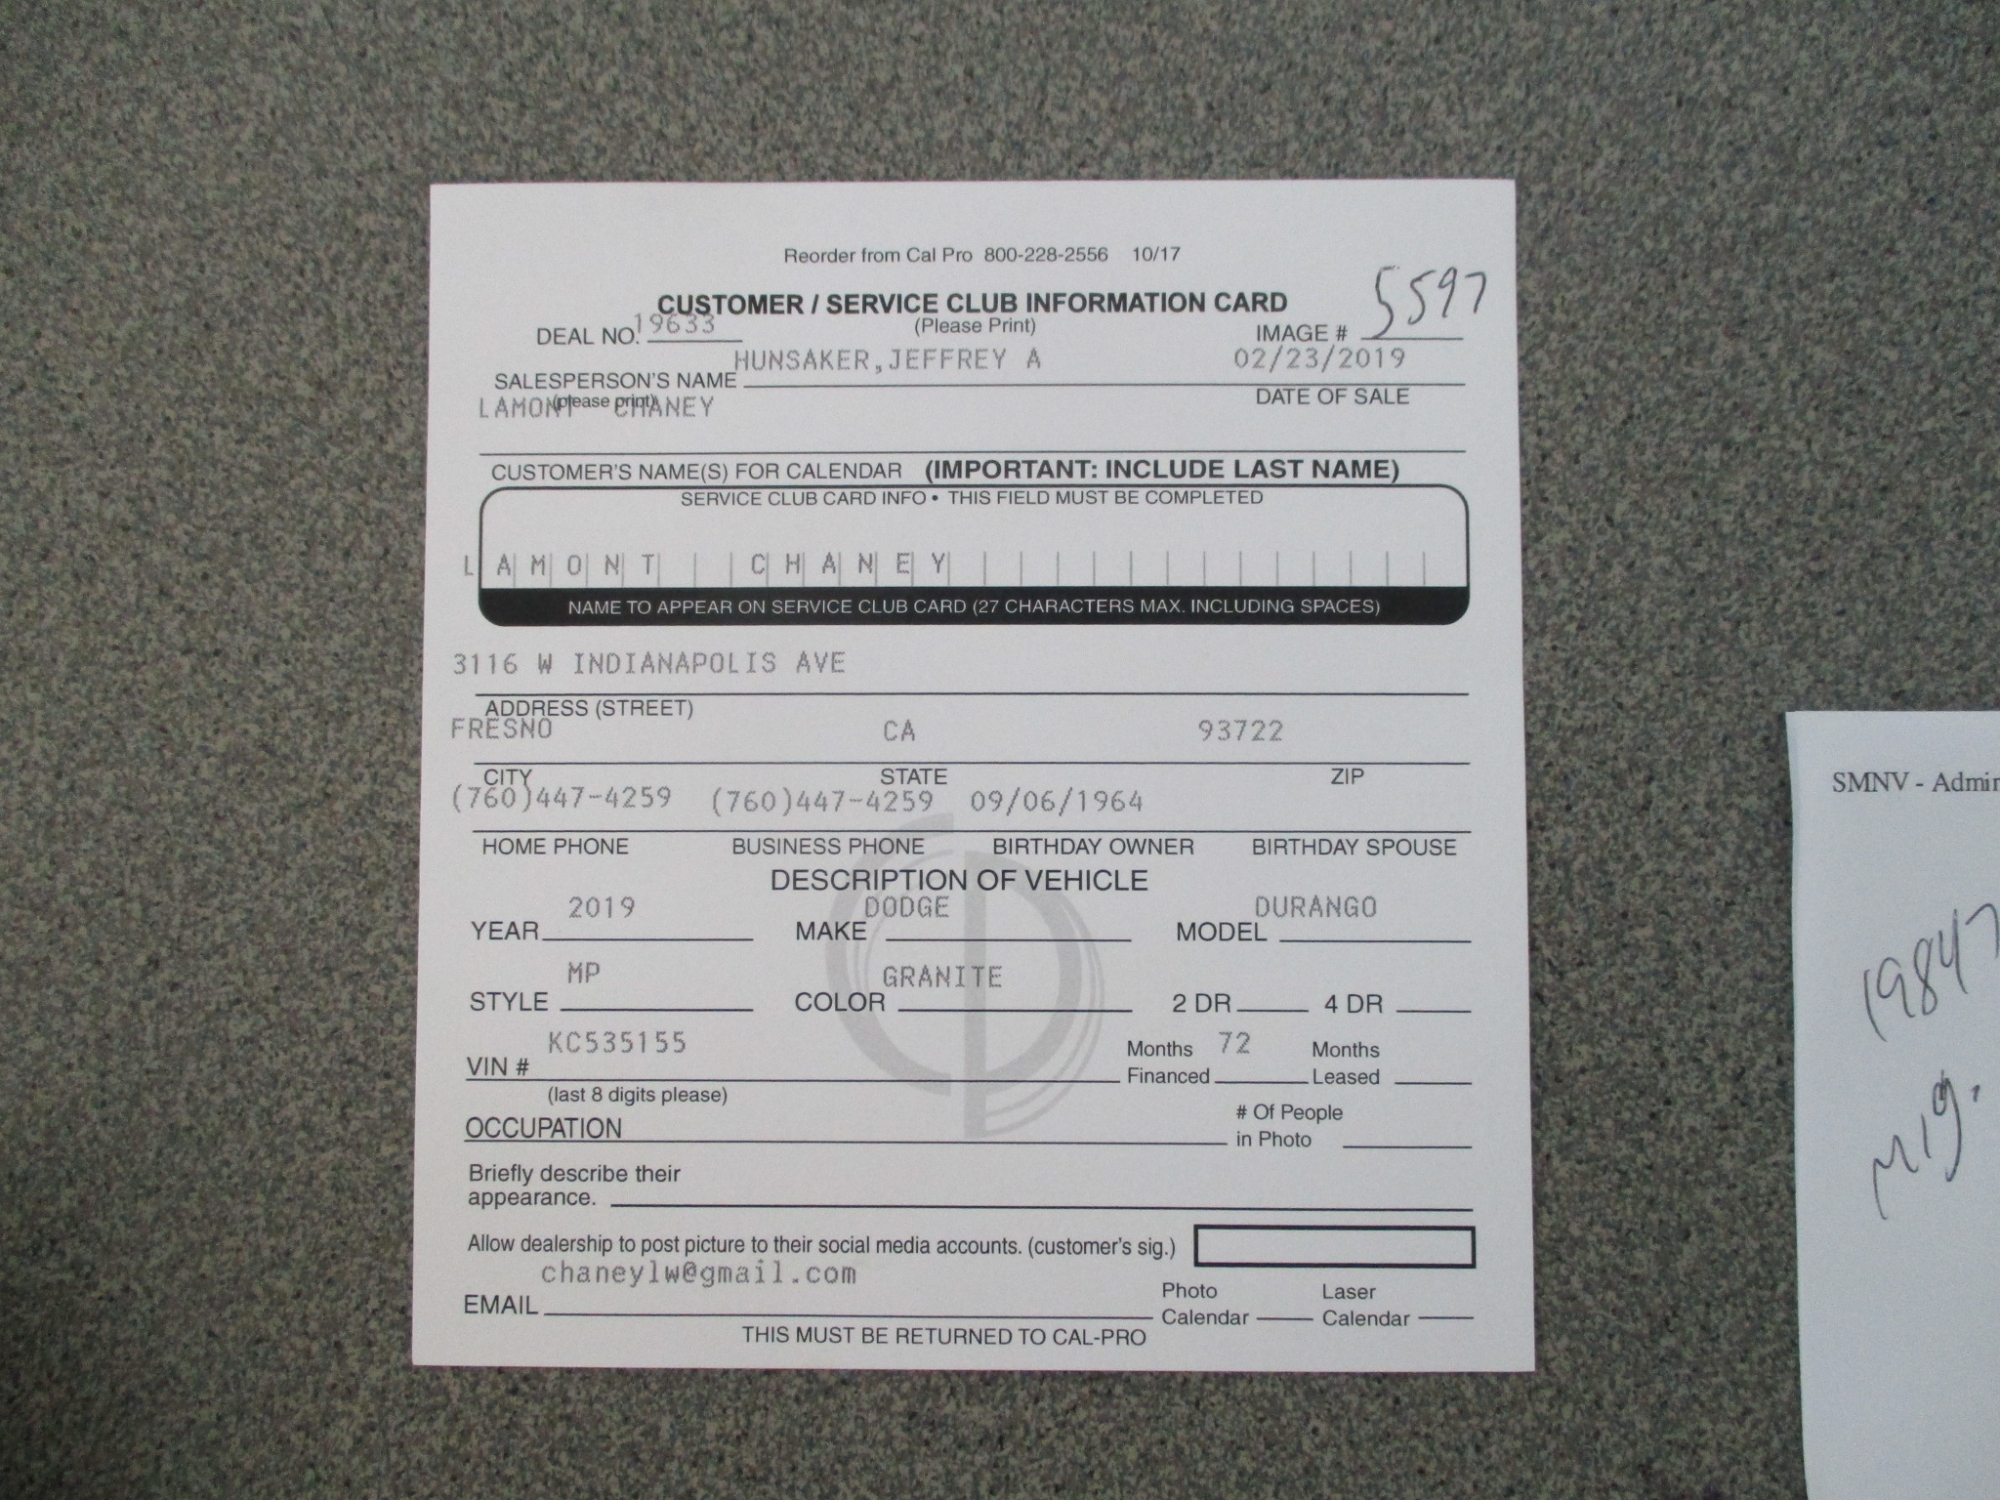 Reorder from Cal Pro 800-228-2556 10/17
CUSTOMER / SERVICE CLUB INFORMATION CARD
5597
DEAL NO. 19633 (Please Print) IMAGE #
HUNSAKER,JEFFREY A 02/23/2019
SALESPERSON'S NAME
(please print) DATE OF SALE
LAMONT CHANEY
CUSTOMER'S NAME(S) FOR CALENDAR (IMPORTANT: INCLUDE LAST NAME)
SERVICE CLUB CARD INFO • THIS FIELD MUST BE COMPLETED
LAMONT CHANEY
NAME TO APPEAR ON SERVICE CLUB CARD (27 CHARACTERS MAX. INCLUDING SPACES)
3116 W INDIANAPOLIS AVE
ADDRESS (STREET)
FRESNO CA 93722
CITY STATE ZIP
(760)447-4259 (760)447-4259 09/06/1964
HOME PHONE BUSINESS PHONE BIRTHDAY OWNER BIRTHDAY SPOUSE
DESCRIPTION OF VEHICLE
2019 DODGE DURANGO
YEAR MAKE MODEL
MP GRANITE
STYLE COLOR 2 DR 4 DR
KC535155 Months 72 Months
VIN # Financed Leased
(last 8 digits please)
OCCUPATION # Of People
in Photo
Briefly describe their
appearance.
Allow dealership to post picture to their social media accounts. (customer's sig.)
chaneylw@gmail.com
EMAIL Photo Laser
Calendar Calendar
THIS MUST BE RETURNED TO CAL-PRO
SMNV - Admin
19847